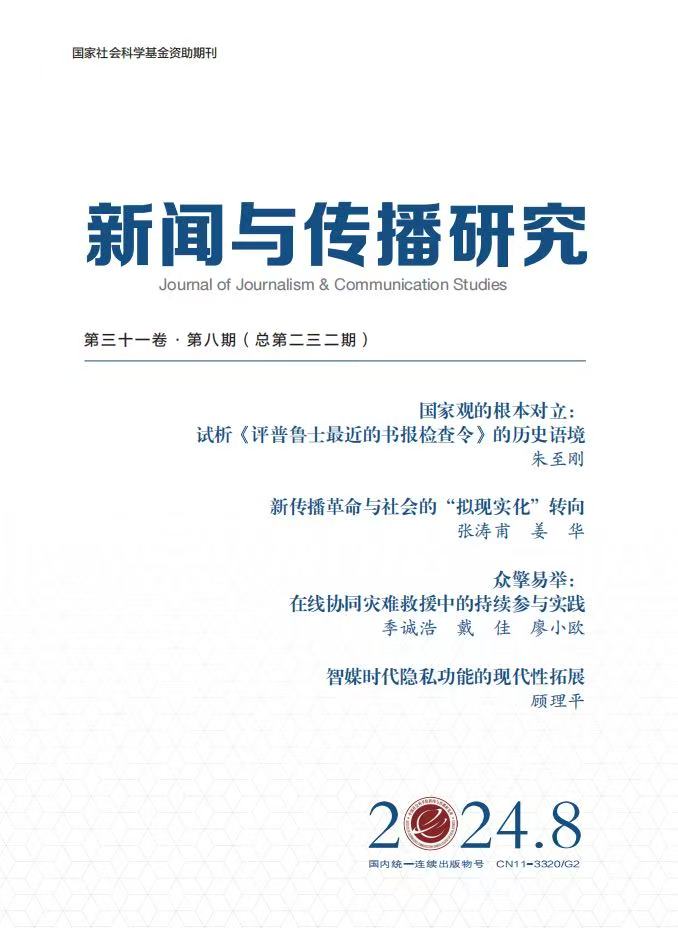 国家社会科学基金资助期刊
新闻与传播研究
Journal of Journalism & Communication Studies
第三十一卷·第八期（总第二三二期）
国家观的根本对立：
试析《评普鲁士最近的书报检查令》的历史语境
朱至刚
新传播革命与社会的“拟现实化”转向
张涛甫 姜 华
众擎易举：
在线协同灾难救援中的持续参与实践
季诚浩 戴 佳 廖小欧
智媒时代隐私功能的现代性拓展
顾理平
2024.8
国内统一连续出版物号 CN11-3320/G2